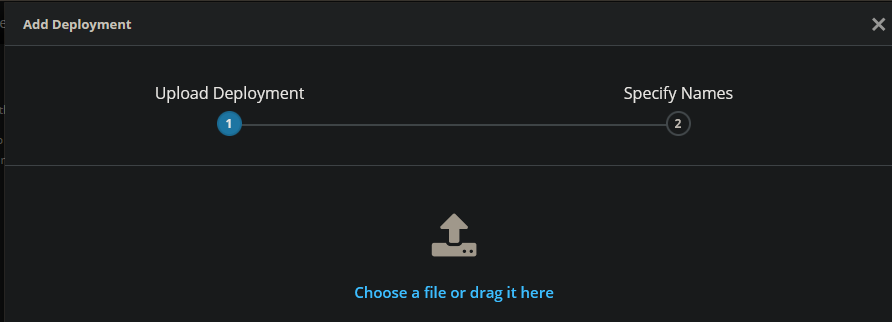 Add Deployment
Upload Deployment
Specify Names
1
2
Choose a file or drag it here